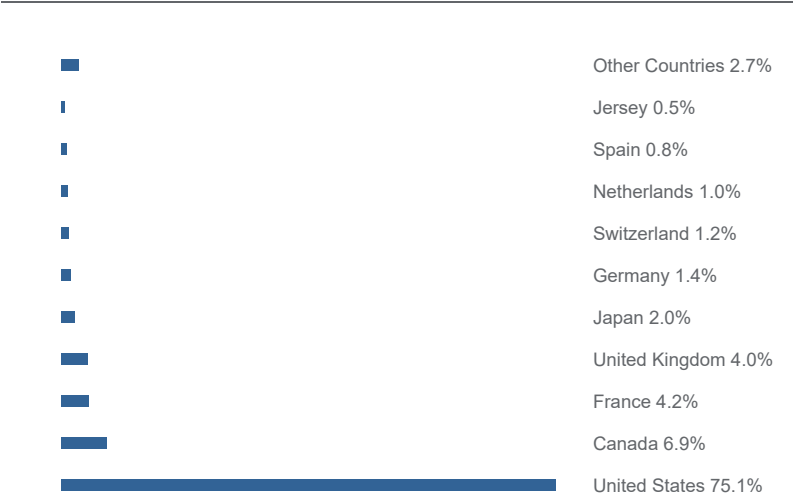 Other Countries 2.7%
Jersey 0.5%
Spain 0.8%
Netherlands 1.0%
Switzerland 1.2%
Germany 1.4%
Japan 2.0%
United Kingdom 4.0%
France 4.2%
Canada 6.9%
United States 75.1%